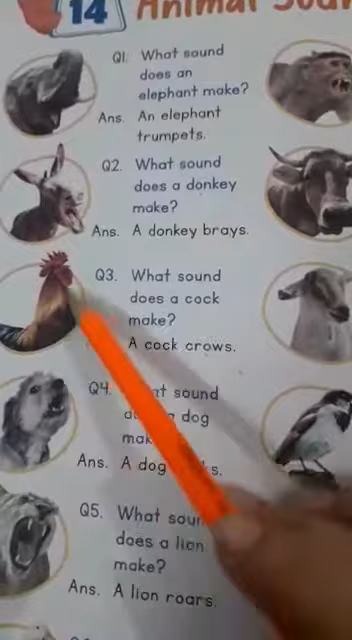 14 Animal
Q1. What sound
does an
elephant make?
Ans. An elephant
trumpets.
Q2. What sound
does a donkey
make?
Ans. A donkey brays.
Q3. What sound
does a cock
make?
A cock crows.
Q4. sound
dog
Ans. A dog
Q5. What
does a lion
make?
Ans. A lion roars.